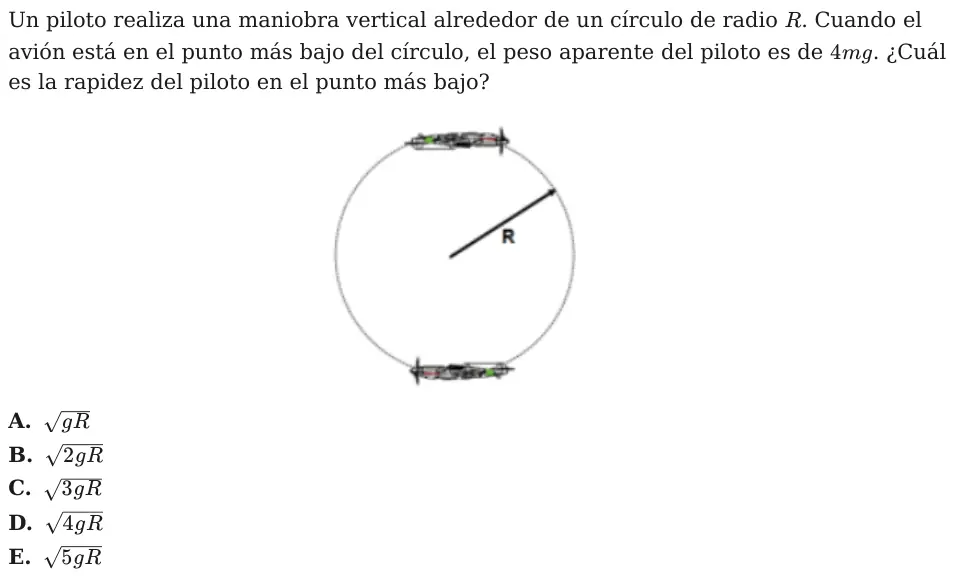 Un piloto realiza una maniobra vertical alrededor de un círculo de radio R. Cuando el
avión está en el punto más bajo del círculo, el peso aparente del piloto es de 4mg. ¿Cuál
es la rapidez del piloto en el punto más bajo?
R
A. √gR
B. √2gR
C. √3gR
D. √4gR
E. √5gR